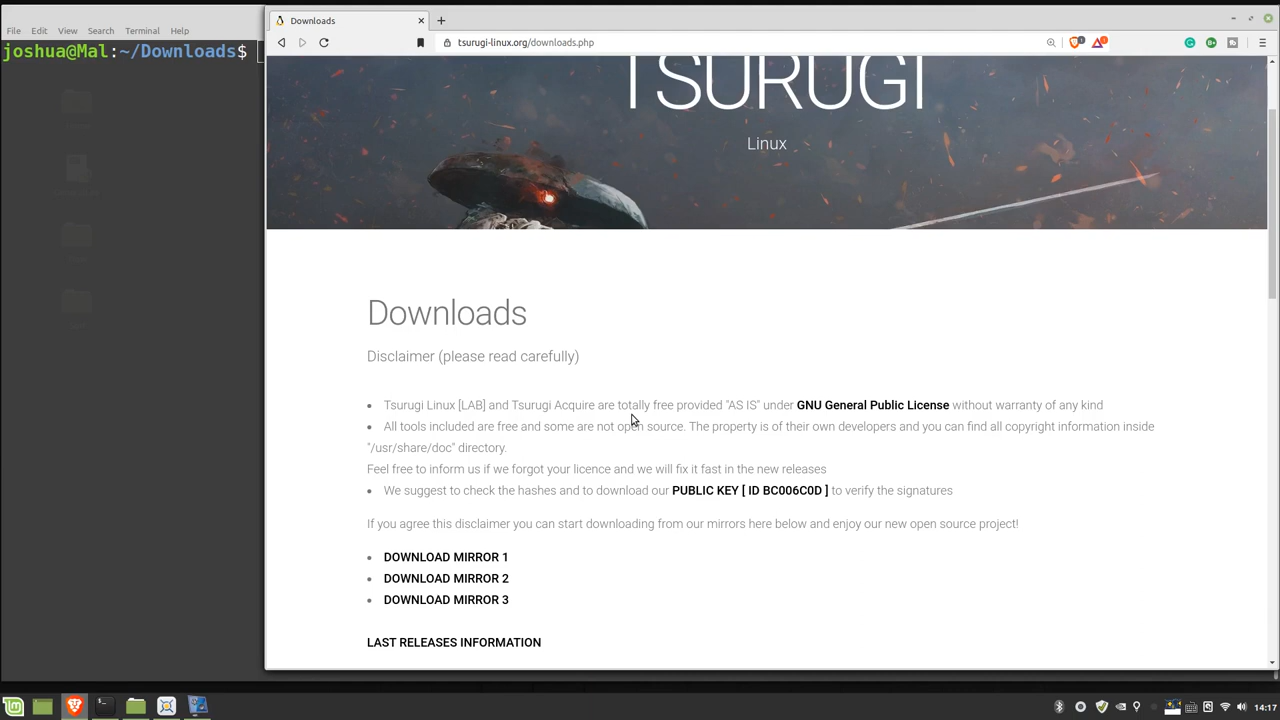 Downloads
File Edit View Search Terminal Help
tsurugi-linux.org/downloads.php
joshua@Mal:~/Downloads$
TSURUGI
Linux
Downloads
Disclaimer (please read carefully)
• Tsurugi Linux [LAB] and Tsurugi Acquire are totally free provided "AS IS" under GNU General Public License without warranty of any kind
• All tools included are free and some are not open source. The property is of their own developers and you can find all copyright information inside
"/usr/share/doc" directory.
Feel free to inform us if we forgot your licence and we will fix it fast in the new releases
• We suggest to check the hashes and to download our PUBLIC KEY [ ID BC006C0D ] to verify the signatures
If you agree this disclaimer you can start downloading from our mirrors here below and enjoy our new open source project!
• DOWNLOAD MIRROR 1
• DOWNLOAD MIRROR 2
• DOWNLOAD MIRROR 3
LAST RELEASES INFORMATION
14:17